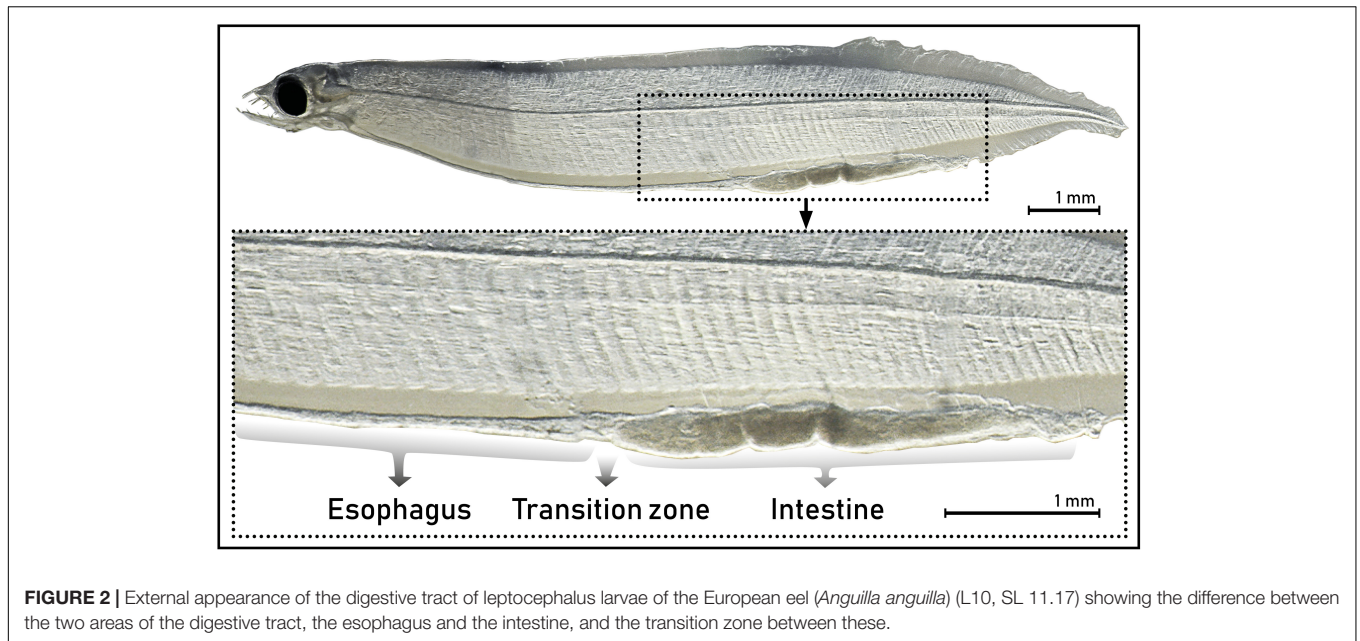 1 mm
Esophagus Transition zone Intestine 1 mm
FIGURE 2 | External appearance of the digestive tract of leptocephalus larvae of the European eel (Anguilla anguilla) (L10, SL 11.17) showing the difference between
the two areas of the digestive tract, the esophagus and the intestine, and the transition zone between these.